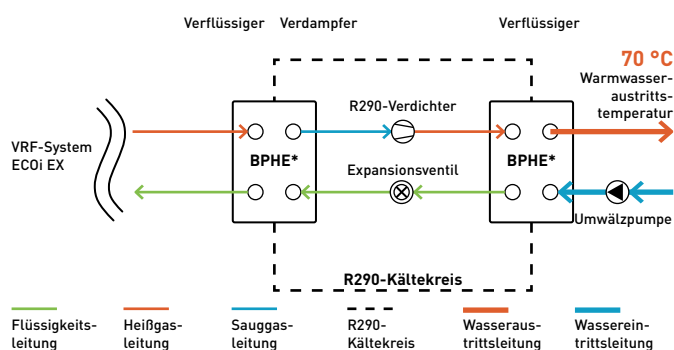 Verflüssiger Verdampfer Verflüssiger
70 °C
Warmwasser-
austritts-
temperatur
R290-Verdichter
VRF-System
ECOi EX
BPHE*
BPHE*
Expansionsventil
Umwälzpumpe
R290-Kältekreis
Flüssigkeits-
leitung
Heißgas-
leitung
Sauggas-
leitung
R290-
Kältekreis
Wasseraus-
trittsleitung
Wasserein-
trittsleitung